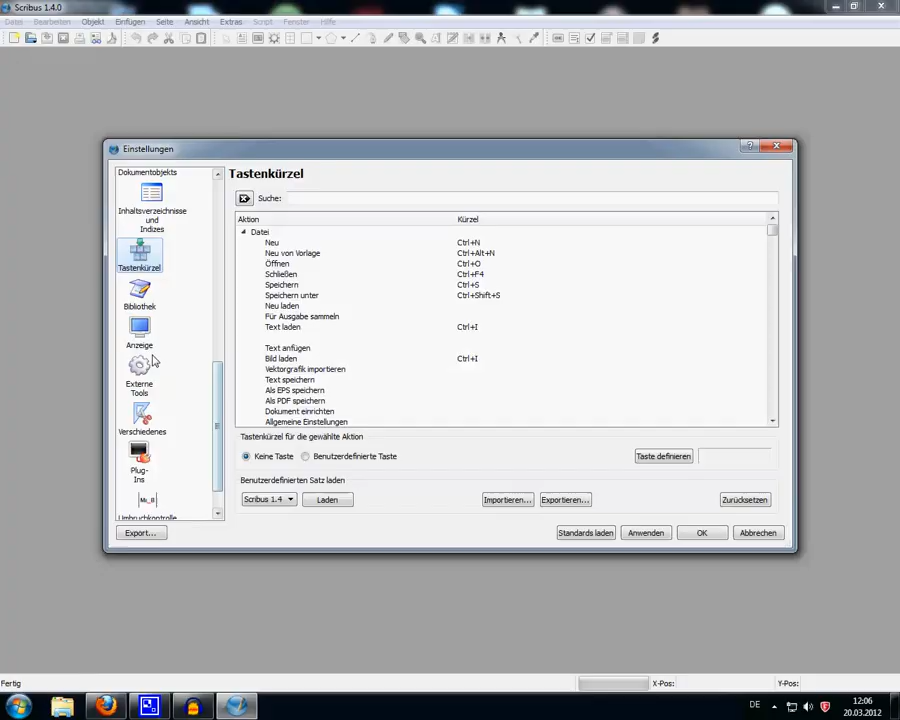 Scribus 1.4.0
Datei Bearbeiten Objekt Einfügen Seite Ansicht Extras Script Fenster Hilfe
Einstellungen
Dokumentobjekts
Inhaltsverzeichnisse
und
Indizes
Tastenkürzel
Bibliothek
Anzeige
Externe
Tools
Verschiedenes
Plug-
Ins
Umbruchkontrolle
Export...
Tastenkürzel
Suche:
Aktion Kürzel
Datei
Neu Ctrl+N
Neu von Vorlage Ctrl+Alt+N
Öffnen Ctrl+O
Schließen Ctrl+F4
Speichern Ctrl+S
Speichern unter Ctrl+Shift+S
Neu laden
Für Ausgabe sammeln
Text laden Ctrl+I
Text anfügen
Bild laden Ctrl+I
Vektorgrafik importieren
Text speichern
Als EPS speichern
Als PDF speichern
Dokument einrichten
Allgemeine Einstellungen
Tastenkürzel für die gewählte Aktion
Keine Taste Benutzerdefinierte Taste Taste definieren
Benutzerdefinierten Satz laden
Scribus 1.4 Laden Importieren... Exportieren... Zurücksetzen
Standards laden Anwenden OK Abbrechen
Fertig X-Pos: Y-Pos:
DE 12:06
20.03.2012